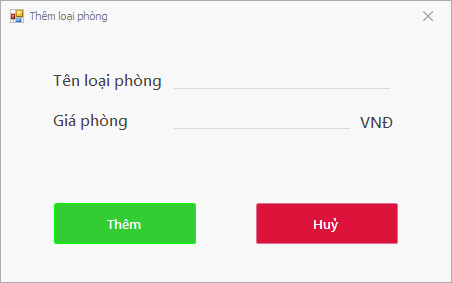 Thêm loại phòng
Tên loại phòng
Giá phòng VNĐ
Thêm Huỷ